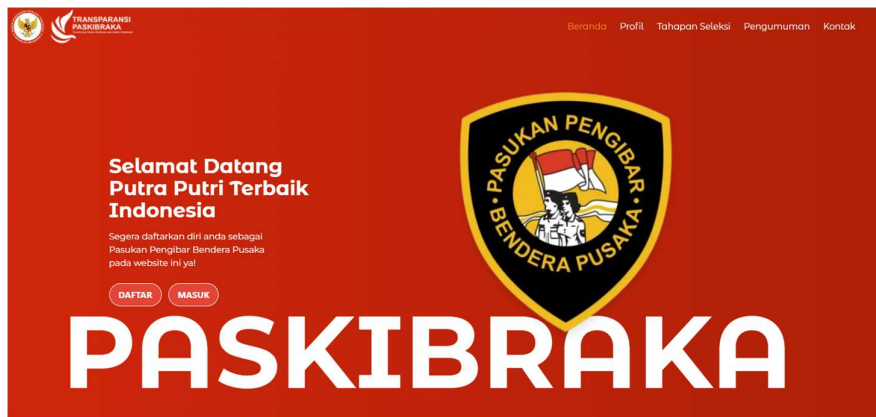 TRANSPARANSI
PASKIBRAKA
Beranda Profil Tahapan Seleksi Pengumuman Kontak
Selamat Datang
Putra Putri Terbaik
Indonesia
Segera daftarkan diri anda sebagai
Pasukan Pengibar Bendera Pusaka
pada website ini ya!
DAFTAR MASUK
PASUKAN PENGIBAR
BENDERA PUSAKA
PASKIBRAKA